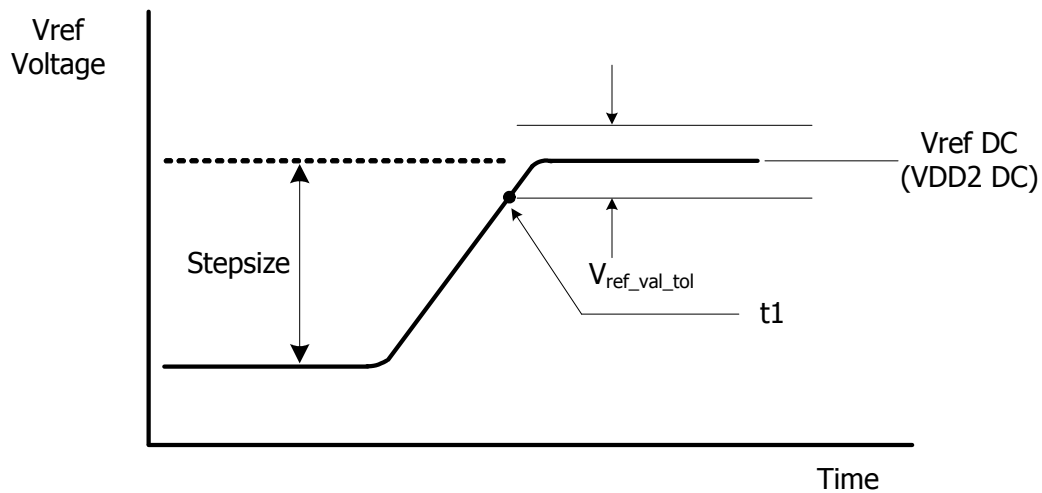 Vref
Voltage
Vref DC
(VDD2 DC)
Stepsize
Vref_val_tol
t1
Time